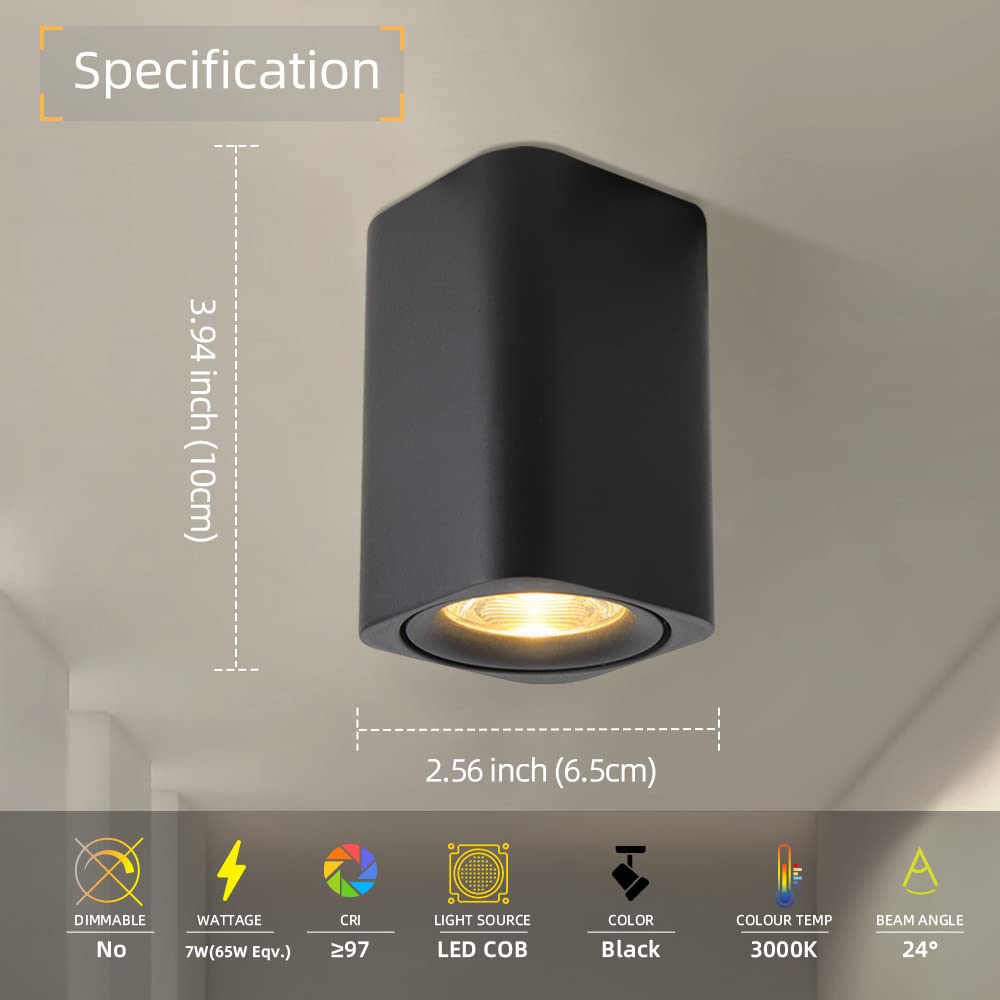 Specification
3.94 inch (10cm)
2.56 inch (6.5cm)
DIMMABLE
No
WATTAGE
7W(65W Eqv.)
CRI
≥97
LIGHT SOURCE
LED COB
COLOR
Black
COLOUR TEMP
3000K
BEAM ANGLE
24°